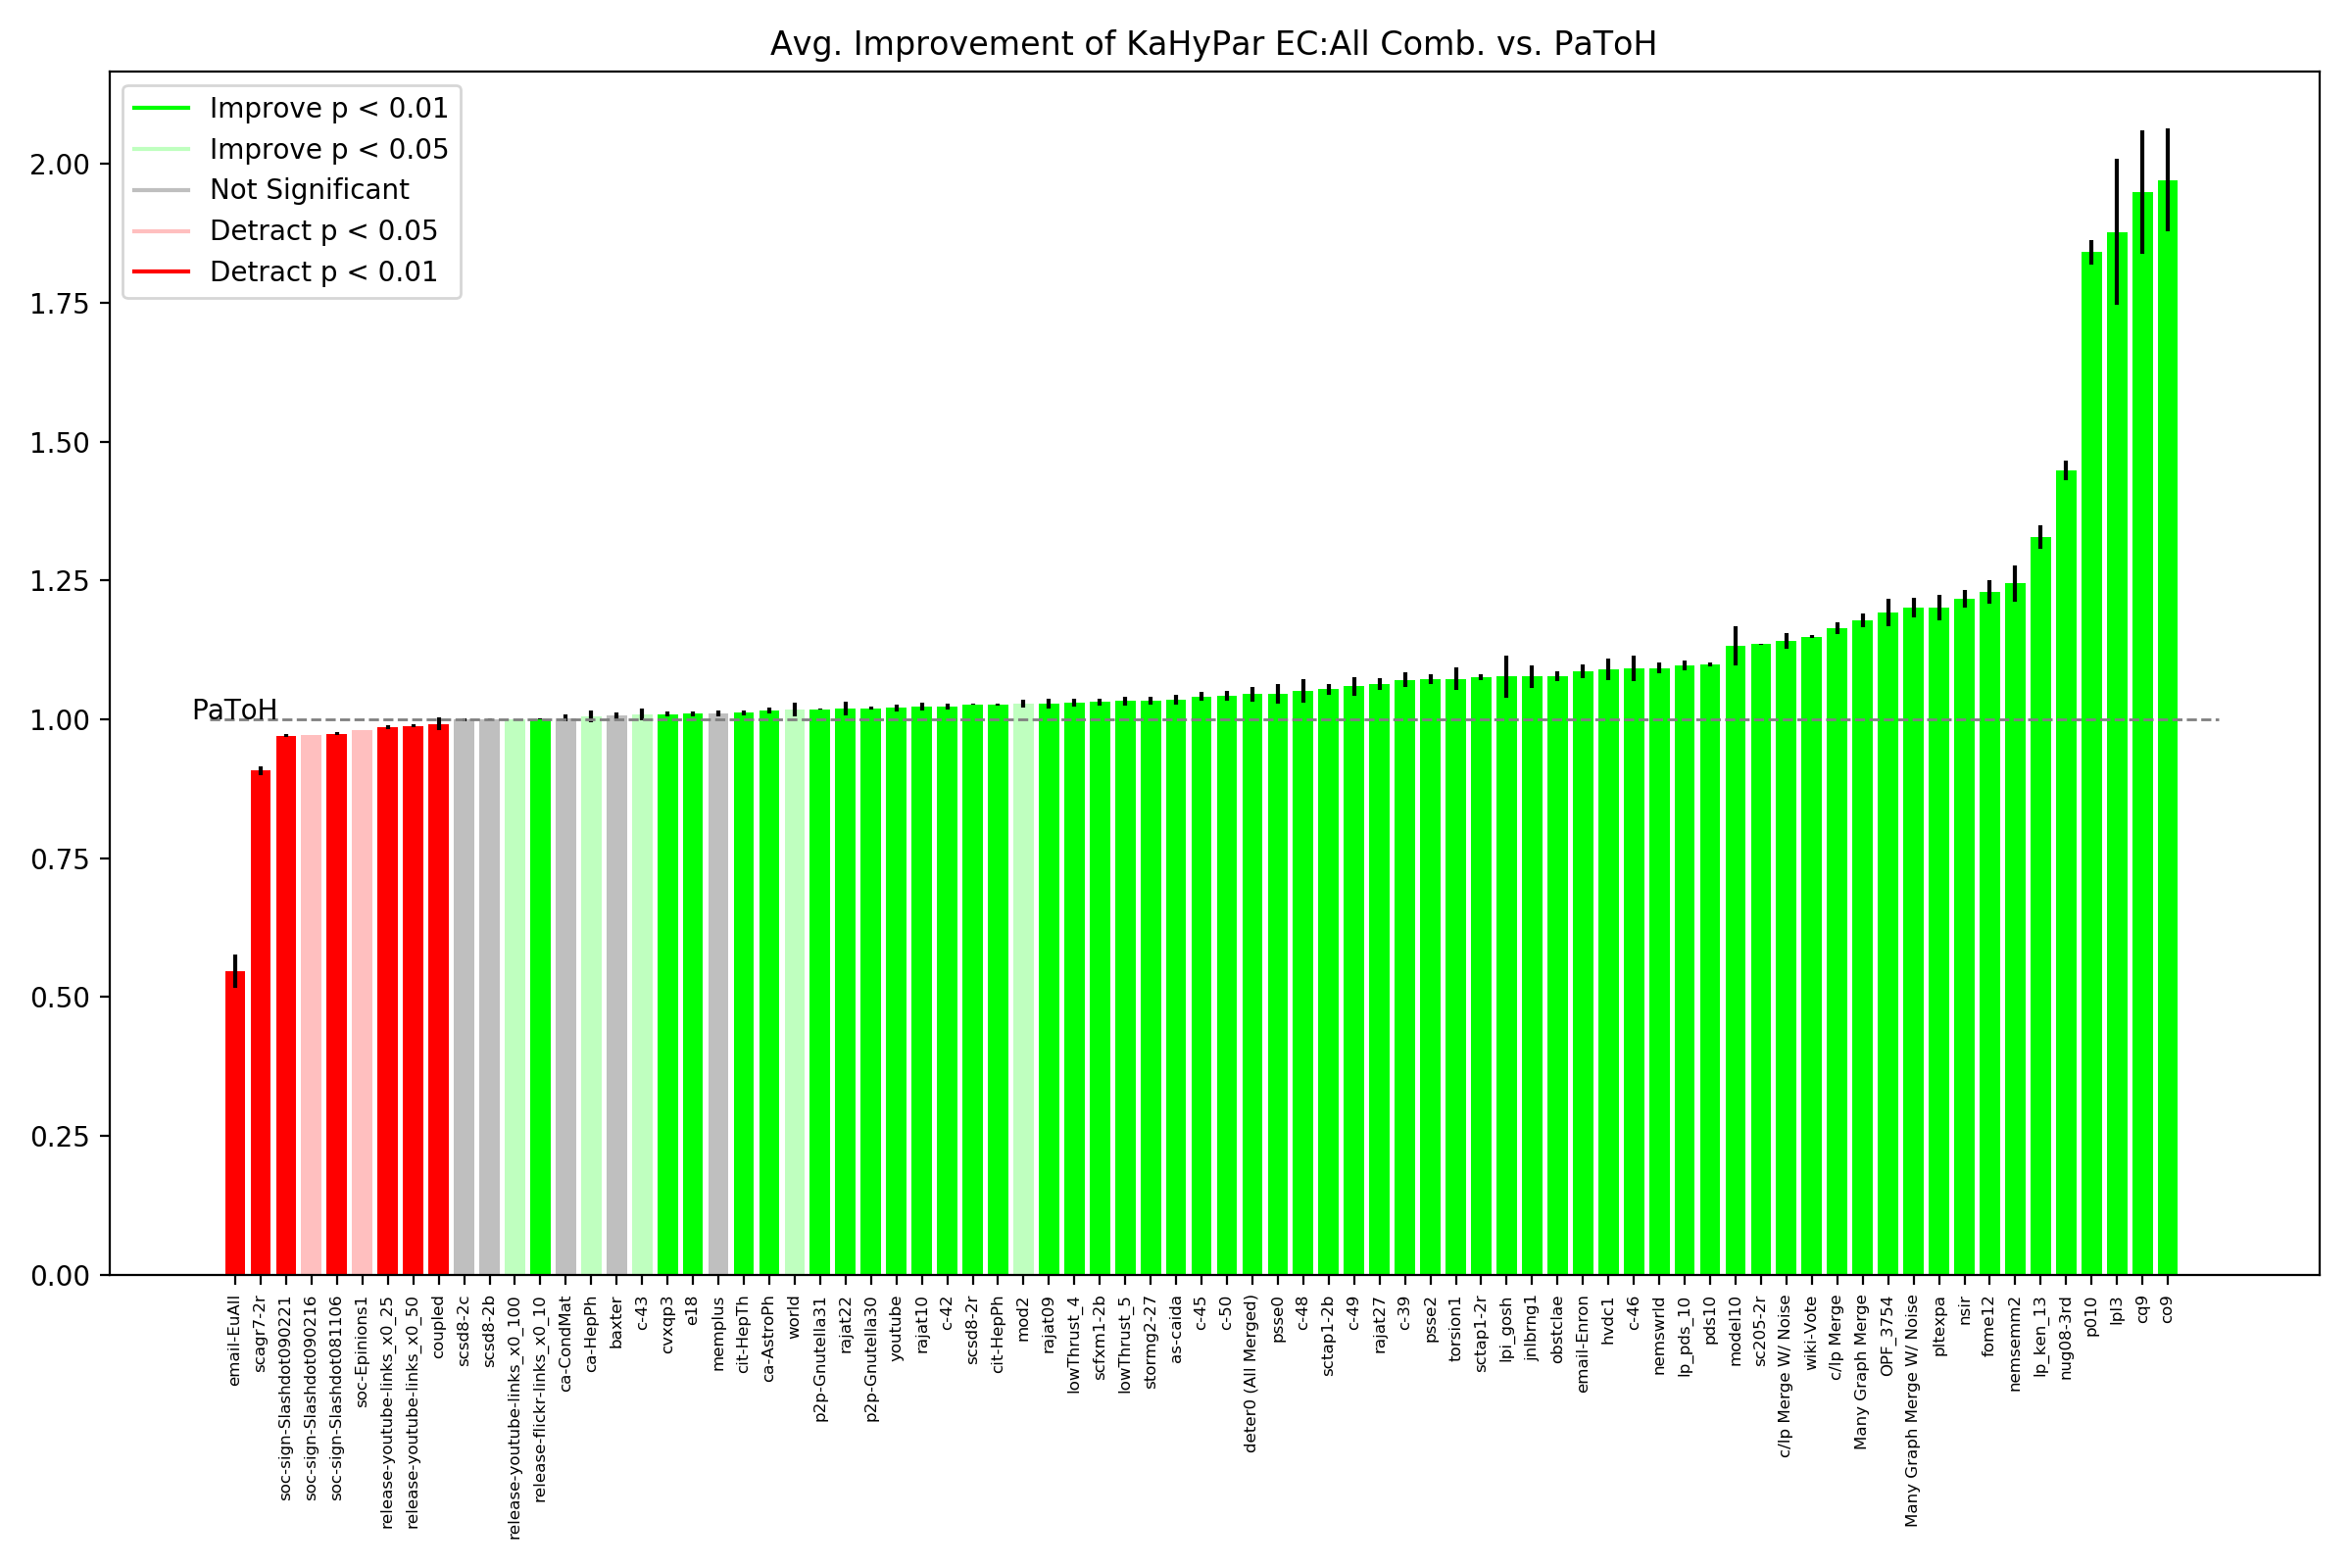 Avg. Improvement of KaHyPar EC:All Comb. vs. PaToH
Improve p < 0.01
Improve p < 0.05
Not Significant
Detract p < 0.05
Detract p < 0.01
2.00
1.75
1.50
1.25
1.00
0.75
0.50
0.25
0.00
PaToH
email-EuAll
scagr7-2r
soc-sign-Slashdot090221
soc-sign-Slashdot090216
soc-sign-Slashdot081106
soc-Epinions1
release-youtube-links_x0_25
release-youtube-links_x0_50
coupled
scsd8-2c
scsd8-2b
release-youtube-links_x0_100
release-flickr-links_x0_10
ca-CondMat
ca-HepPh
baxter
c-43
cvxqp3
e18
memplus
cit-HepTh
ca-AstroPh
world
p2p-Gnutella31
rajat22
p2p-Gnutella30
youtube
rajat10
c-42
scsd8-2r
cit-HepPh
mod2
rajat09
lowThrust_4
scfxm1-2b
lowThrust_5
stormg2-27
as-caida
c-45
c-50
deter0 (All Merged)
psse0
c-48
sctap1-2b
c-49
rajat27
c-39
psse2
torsion1
sctap1-2r
lpi_gosh
jnlbrng1
obstclae
email-Enron
hvdc1
c-46
nemswrld
lp_pds_10
pds10
model10
sc205-2r
c/lp Merge W/ Noise
wiki-Vote
c/lp Merge
Many Graph Merge
OPF_3754
Many Graph Merge W/ Noise
pltexpa
nsir
fome12
nemsemm2
lp_ken_13
nug08-3rd
p010
lpl3
cq9
co9